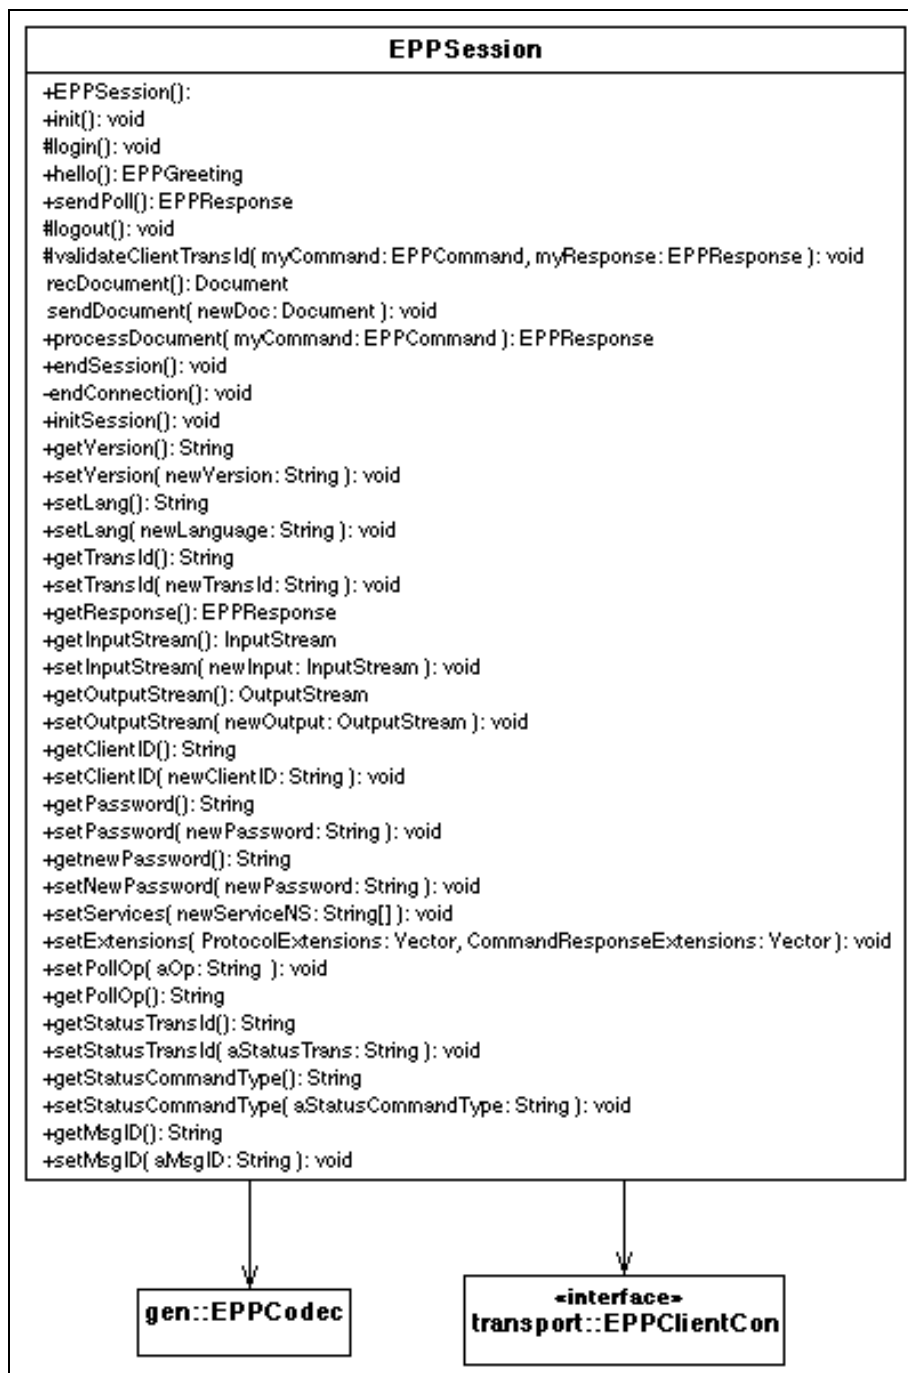 EPPSession
+EPPSession():
+init(): void
#login(): void
+hello(): EPPGreeting
+sendPoll(): EPPResponse
#logout(): void
#validateClientTransId( myCommand: EPPCommand, myResponse: EPPResponse ): void
recDocument(): Document
sendDocument( newDoc: Document ): void
+processDocument( myCommand: EPPCommand ): EPPResponse
+endSession(): void
-endConnection(): void
+initSession(): void
+getVersion(): String
+setVersion( newVersion: String ): void
+setLang(): String
+setLang( newLanguage: String ): void
+getTransId(): String
+setTransId( newTransId: String ): void
+getResponse(): EPPResponse
+getInputStream(): InputStream
+setInputStream( newInput: InputStream ): void
+getOutputStream(): OutputStream
+setOutputStream( newOutput: OutputStream ): void
+getClientID(): String
+setClientID( newClientID: String ): void
+getPassword(): String
+setPassword( newPassword: String ): void
+getnewPassword(): String
+setNewPassword( newPassword: String ): void
+setServices( newServiceNS: String[] ): void
+setExtensions( ProtocolExtensions: Vector, CommandResponseExtensions: Vector ): void
+setPollOp( aOp: String ): void
+getPollOp(): String
+getStatusTransId(): String
+setStatusTransId( aStatusTrans: String ): void
+getStatusCommandType(): String
+setStatusCommandType( aStatusCommandType: String ): void
+getMsgID(): String
+setMsgID( aMsgID: String ): void
gen::EPPCodec
«interface»
transport::EPPClientCon